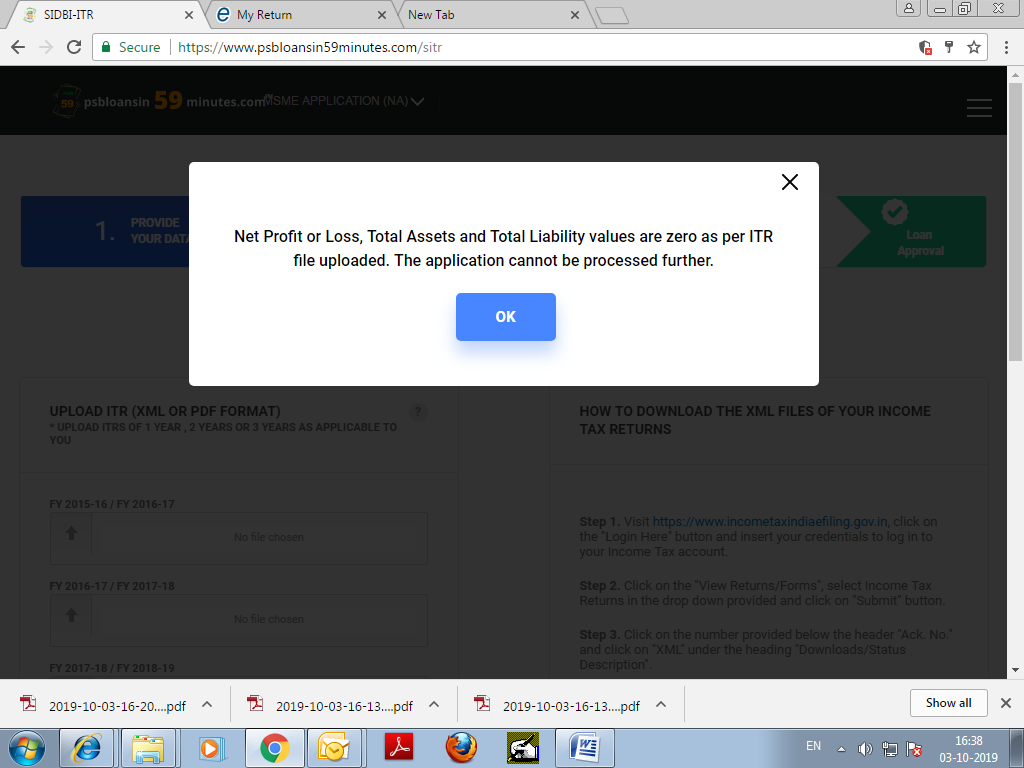 SIDBI-ITR
My Return
New Tab
Secure
https://www.psbloansin59minutes.com/sitr
59
psbloansin 59 minutes.com
MSME APPLICATION (NA)
1. PROVIDE
YOUR DATA
Loan
Approval
Net Profit or Loss, Total Assets and Total Liability values are zero as per ITR
file uploaded. The application cannot be processed further.
OK
UPLOAD ITR (XML OR PDF FORMAT)
?
* UPLOAD ITRS OF 1 YEAR , 2 YEARS OR 3 YEARS AS APPLICABLE TO
YOU
FY 2015-16 / FY 2016-17
No file chosen
FY 2016-17 / FY 2017-18
No file chosen
FY 2017-18 / FY 2018-19
HOW TO DOWNLOAD THE XML FILES OF YOUR INCOME
TAX RETURNS
Step 1. Visit https://www.incometaxindiaefiling.gov.in, click on
the "Login Here" button and insert your credentials to log in to
your Income Tax account.
Step 2. Click on the "View Returns/Forms", select Income Tax
Returns in the drop down provided and click on "Submit" button.
Step 3. Click on the number provided below the header "Ack. No."
and click on "XML" under the heading "Downloads/Status
Description".
2019-10-03-16-20....pdf
2019-10-03-16-13....pdf
2019-10-03-16-13....pdf
Show all
EN
16:38
03-10-2019